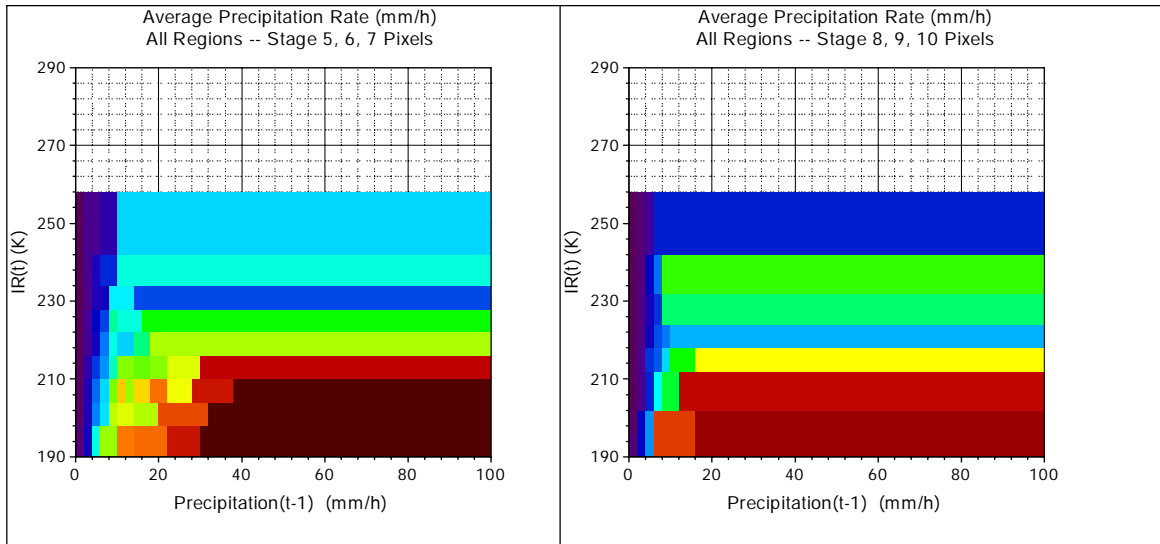 Average Precipitation Rate (mm/h)
All Regions -- Stage 5, 6, 7 Pixels
290
270
250
230
210
190
IR(t) (K)
0 20 40 60 80 100
Precipitation(t-1) (mm/h)
Average Precipitation Rate (mm/h)
All Regions -- Stage 8, 9, 10 Pixels
290
270
250
230
210
190
IR(t) (K)
0 20 40 60 80 100
Precipitation(t-1) (mm/h)